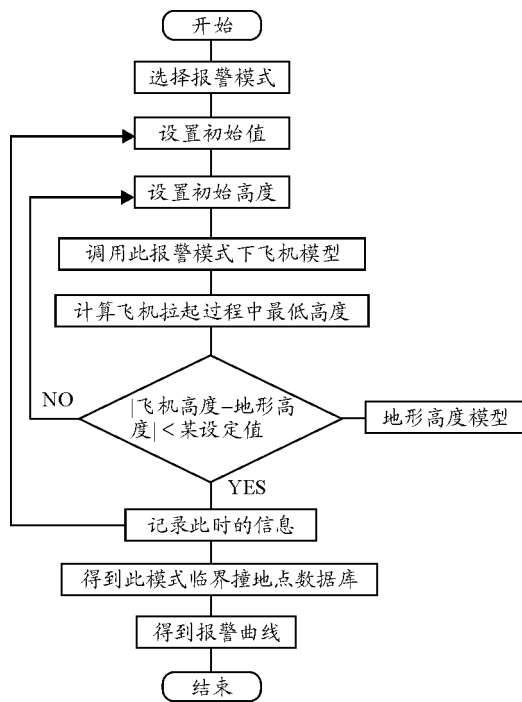 开始
选择报警模式
设置初始值
设置初始高度
调用此报警模式下飞机模型
计算飞机拉起过程中最低高度
NO
|飞机高度-地形高
度|<某设定值
地形高度模型
YES
记录此时的信息
得到此模式临界撞地点数据库
得到报警曲线
结束